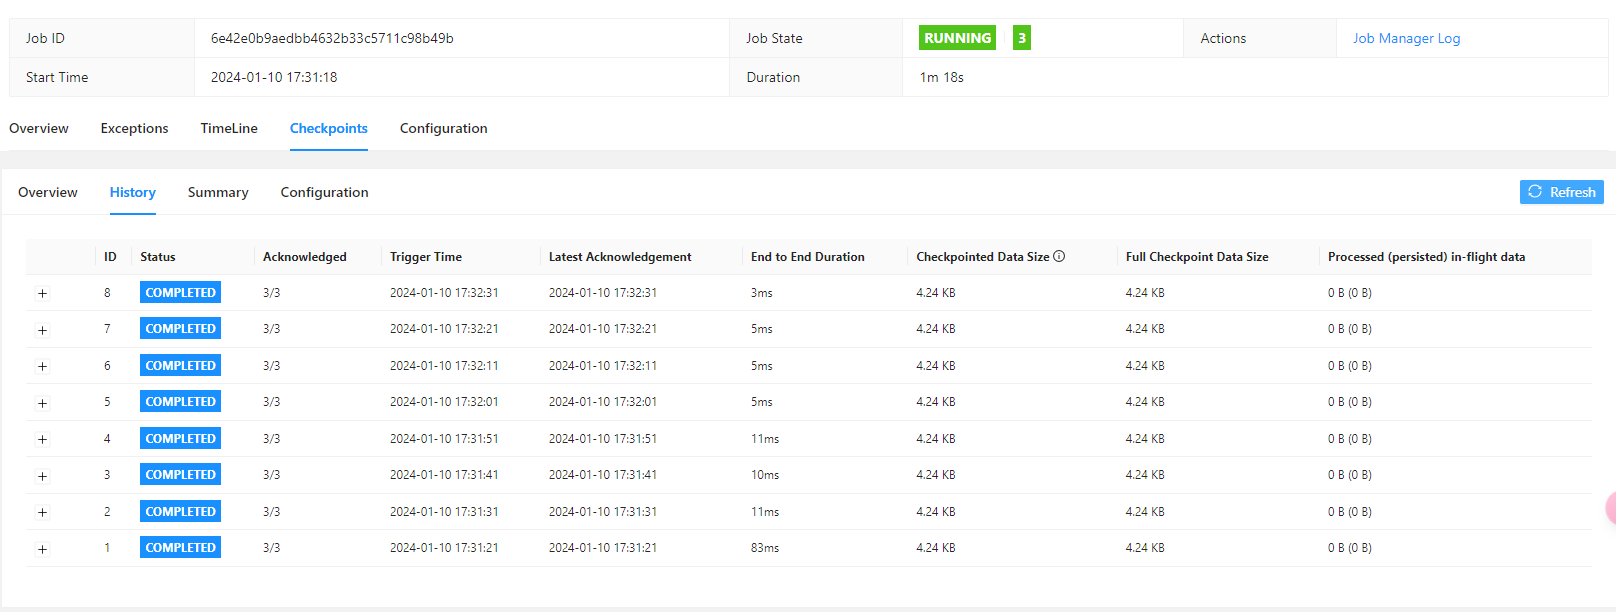 Job ID 6e42e0b9aedbb4632b33c5711c98b49b Job State RUNNING 3 Actions Job Manager Log
Start Time 2024-01-10 17:31:18 Duration 1m 18s
Overview Exceptions TimeLine Checkpoints Configuration
Overview History Summary Configuration Refresh
ID Status Acknowledged Trigger Time Latest Acknowledgement End to End Duration Checkpointed Data Size Full Checkpoint Data Size Processed (persisted) in-flight data
+ 8 COMPLETED 3/3 2024-01-10 17:32:31 2024-01-10 17:32:31 3ms 4.24 KB 4.24 KB 0 B (0 B)
+ 7 COMPLETED 3/3 2024-01-10 17:32:21 2024-01-10 17:32:21 5ms 4.24 KB 4.24 KB 0 B (0 B)
+ 6 COMPLETED 3/3 2024-01-10 17:32:11 2024-01-10 17:32:11 5ms 4.24 KB 4.24 KB 0 B (0 B)
+ 5 COMPLETED 3/3 2024-01-10 17:32:01 2024-01-10 17:32:01 5ms 4.24 KB 4.24 KB 0 B (0 B)
+ 4 COMPLETED 3/3 2024-01-10 17:31:51 2024-01-10 17:31:51 11ms 4.24 KB 4.24 KB 0 B (0 B)
+ 3 COMPLETED 3/3 2024-01-10 17:31:41 2024-01-10 17:31:41 10ms 4.24 KB 4.24 KB 0 B (0 B)
+ 2 COMPLETED 3/3 2024-01-10 17:31:31 2024-01-10 17:31:31 11ms 4.24 KB 4.24 KB 0 B (0 B)
+ 1 COMPLETED 3/3 2024-01-10 17:31:21 2024-01-10 17:31:21 83ms 4.24 KB 4.24 KB 0 B (0 B)